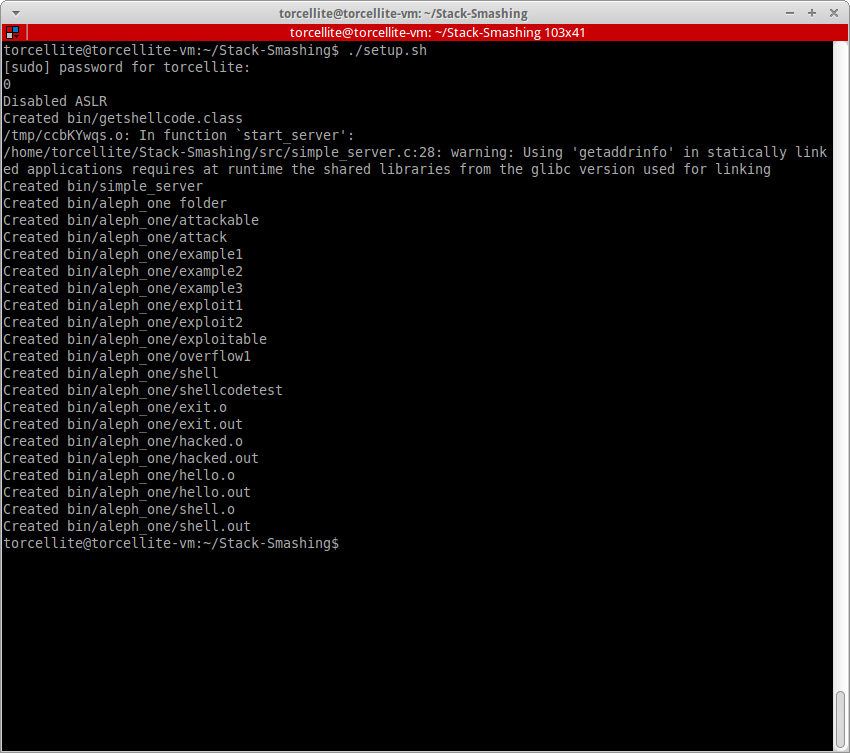 torcellite@torcellite-vm: ~/Stack-Smashing
torcellite@torcellite-vm: ~/Stack-Smashing 103x41
torcellite@torcellite-vm:~/Stack-Smashing$ ./setup.sh
[sudo] password for torcellite:
0
Disabled ASLR
Created bin/getshellcode.class
/tmp/ccbKYwqs.o: In function `start_server':
/home/torcellite/Stack-Smashing/src/simple_server.c:28: warning: Using 'getaddrinfo' in statically link
ed applications requires at runtime the shared libraries from the glibc version used for linking
Created bin/simple_server
Created bin/aleph_one folder
Created bin/aleph_one/attackable
Created bin/aleph_one/attack
Created bin/aleph_one/example1
Created bin/aleph_one/example2
Created bin/aleph_one/example3
Created bin/aleph_one/exploit1
Created bin/aleph_one/exploit2
Created bin/aleph_one/exploitable
Created bin/aleph_one/overflow1
Created bin/aleph_one/shell
Created bin/aleph_one/shellcodetest
Created bin/aleph_one/exit.o
Created bin/aleph_one/exit.out
Created bin/aleph_one/hacked.o
Created bin/aleph_one/hacked.out
Created bin/aleph_one/hello.o
Created bin/aleph_one/hello.out
Created bin/aleph_one/shell.o
Created bin/aleph_one/shell.out
torcellite@torcellite-vm:~/Stack-Smashing$